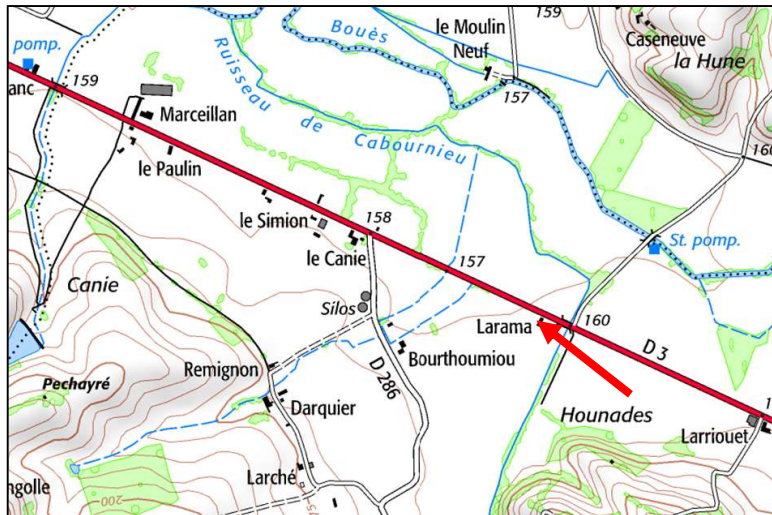 159
Caseneuve
la Hune
Bouès
le Moulin
Neuf
pomp.
anc
159
157
Ruisseau de Cabournieu
Marceillan
le Paulin
160
le Simion
158
le Canie
St. pomp.
157
Canie
Silos
Larama
160
D 3
Remignon
Bourthoumiou
D 286
Pechayré
Darquier
Hounades
1
Larriouet
Larché
ngolle
200